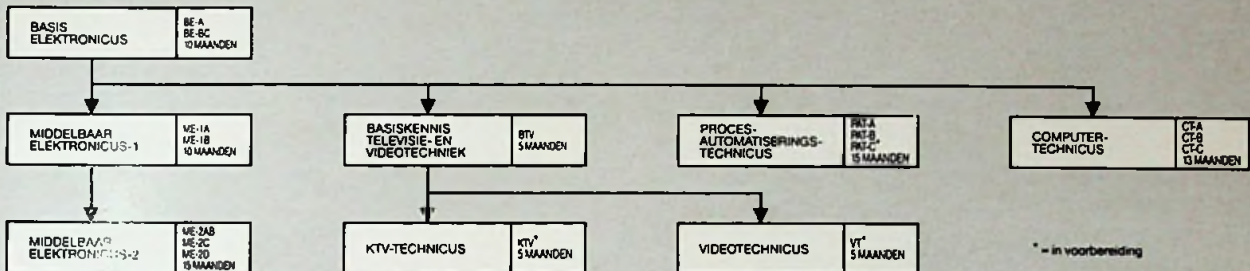 BASIS
ELEKTRONICUS
BE-A
BE-BC
10 MAANDEN
MIDDELBAAR
ELEKTRONICUS-1
ME-1A
ME-1B
10 MAANDEN
BASISKENNIS
TELEVISIE- EN
VIDEOTECHNIEK
BTV
5 MAANDEN
PROCES-
AUTOMATISERINGS-
TECHNICUS
PAT-A
PAT-B
PAT-C*
15 MAANDEN
COMPUTER-
TECHNICUS
CT-A
CT-B
CT-C
13 MAANDEN
MIDDELBAAR
ELEKTRONICUS-2
ME-2AB
ME-2C
ME-2D
15 MAANDEN
KTV-TECHNICUS
KTV*
5 MAANDEN
VIDEOTECHNICUS
VT*
5 MAANDEN
* = in voorbereiding